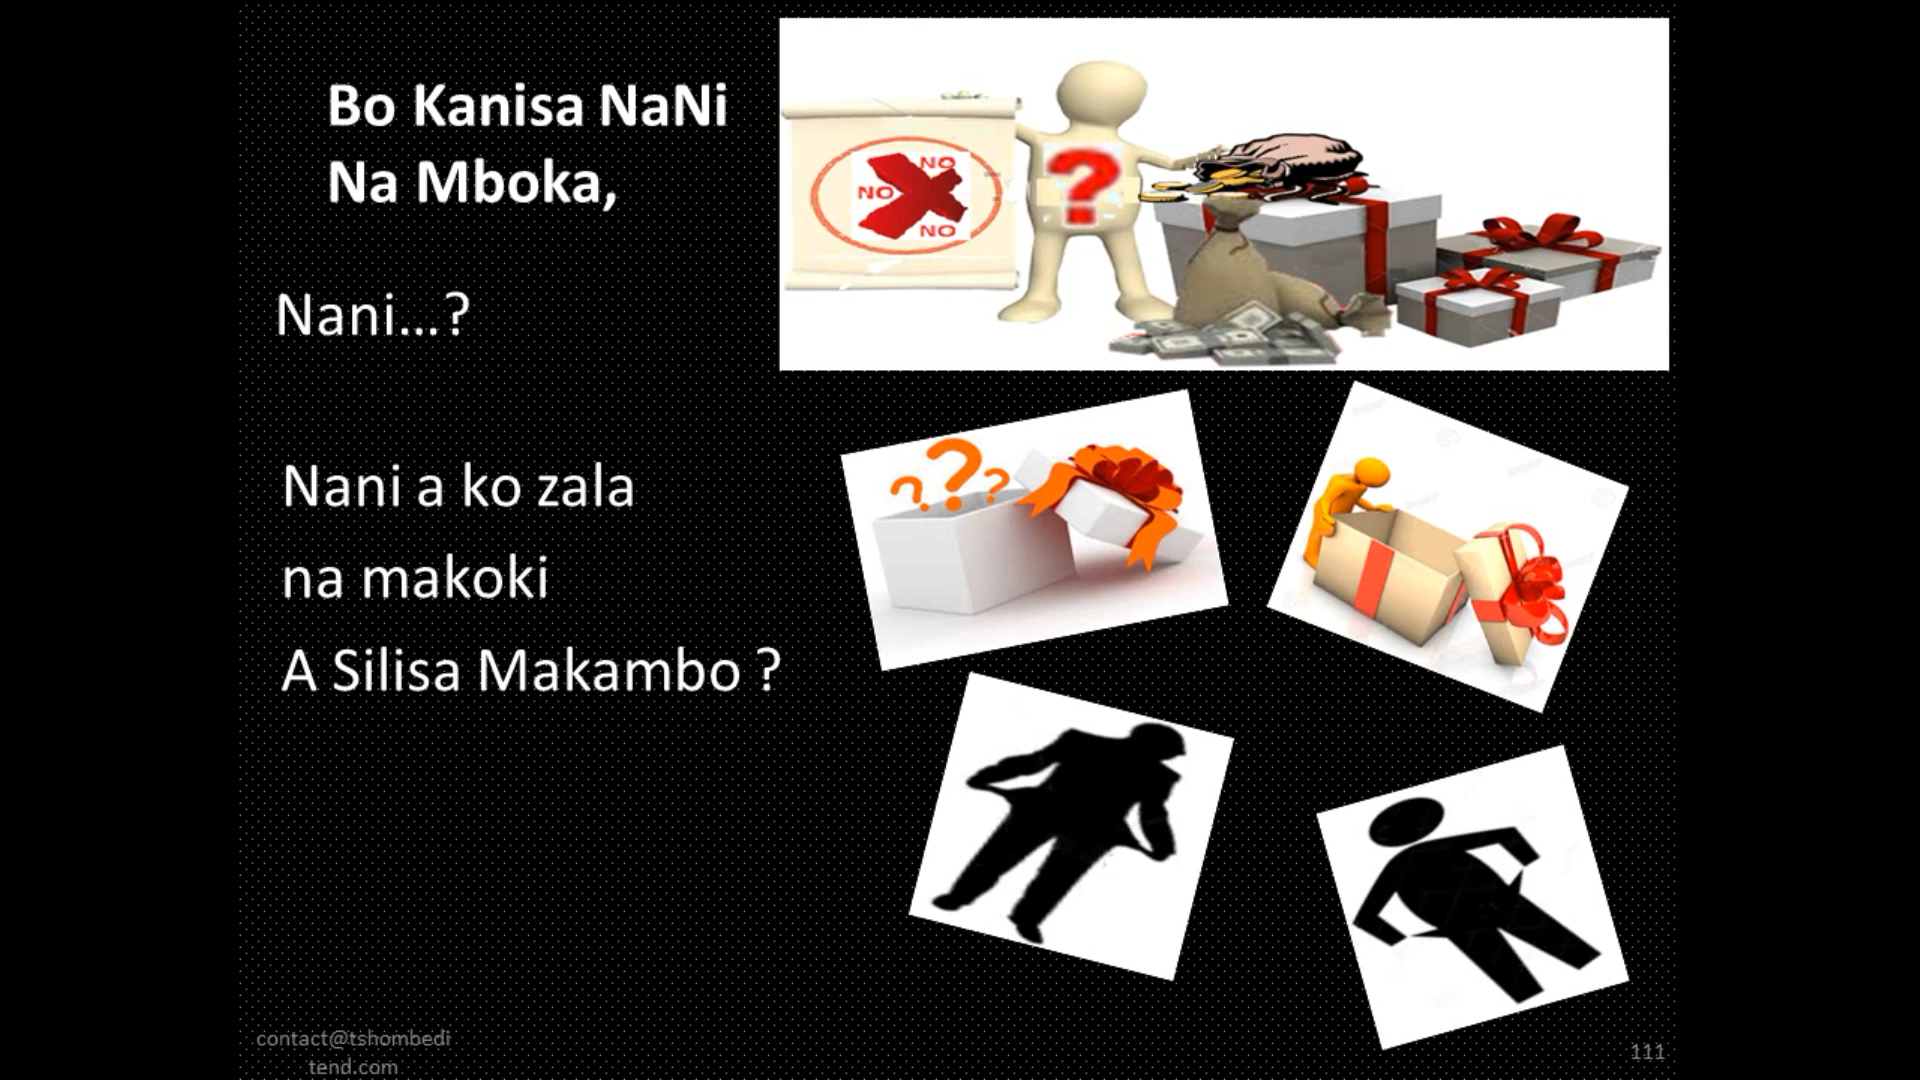 Bo Kanisa NaNi
Na Mboka,
NO
NO
NO
?
Nani...?
? ? ?
Nani a ko zala
na makoki
A Silisa Makambo ?
contact@tshombedi
tend.com
111